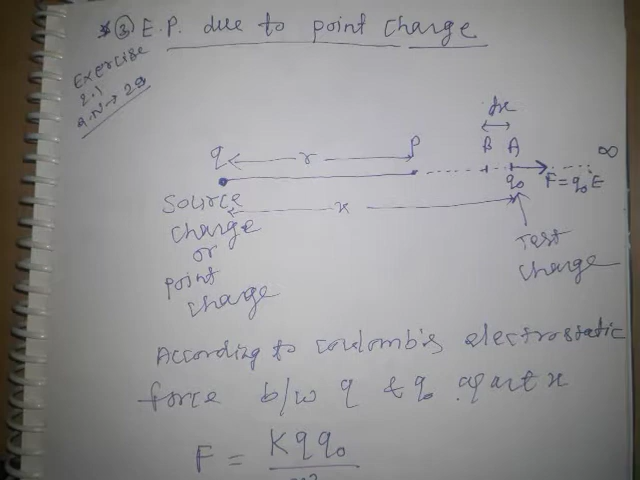 ③ E.P. due to point charge
Exercise
2.1
Q.N→29
dx
q r P B A ∞
q₀ F = q₀E
x
Source
charge
or
point
charge
Test
charge
According to coulomb's electrostatic
force b/w q & q₀ apart x
F = Kqq₀